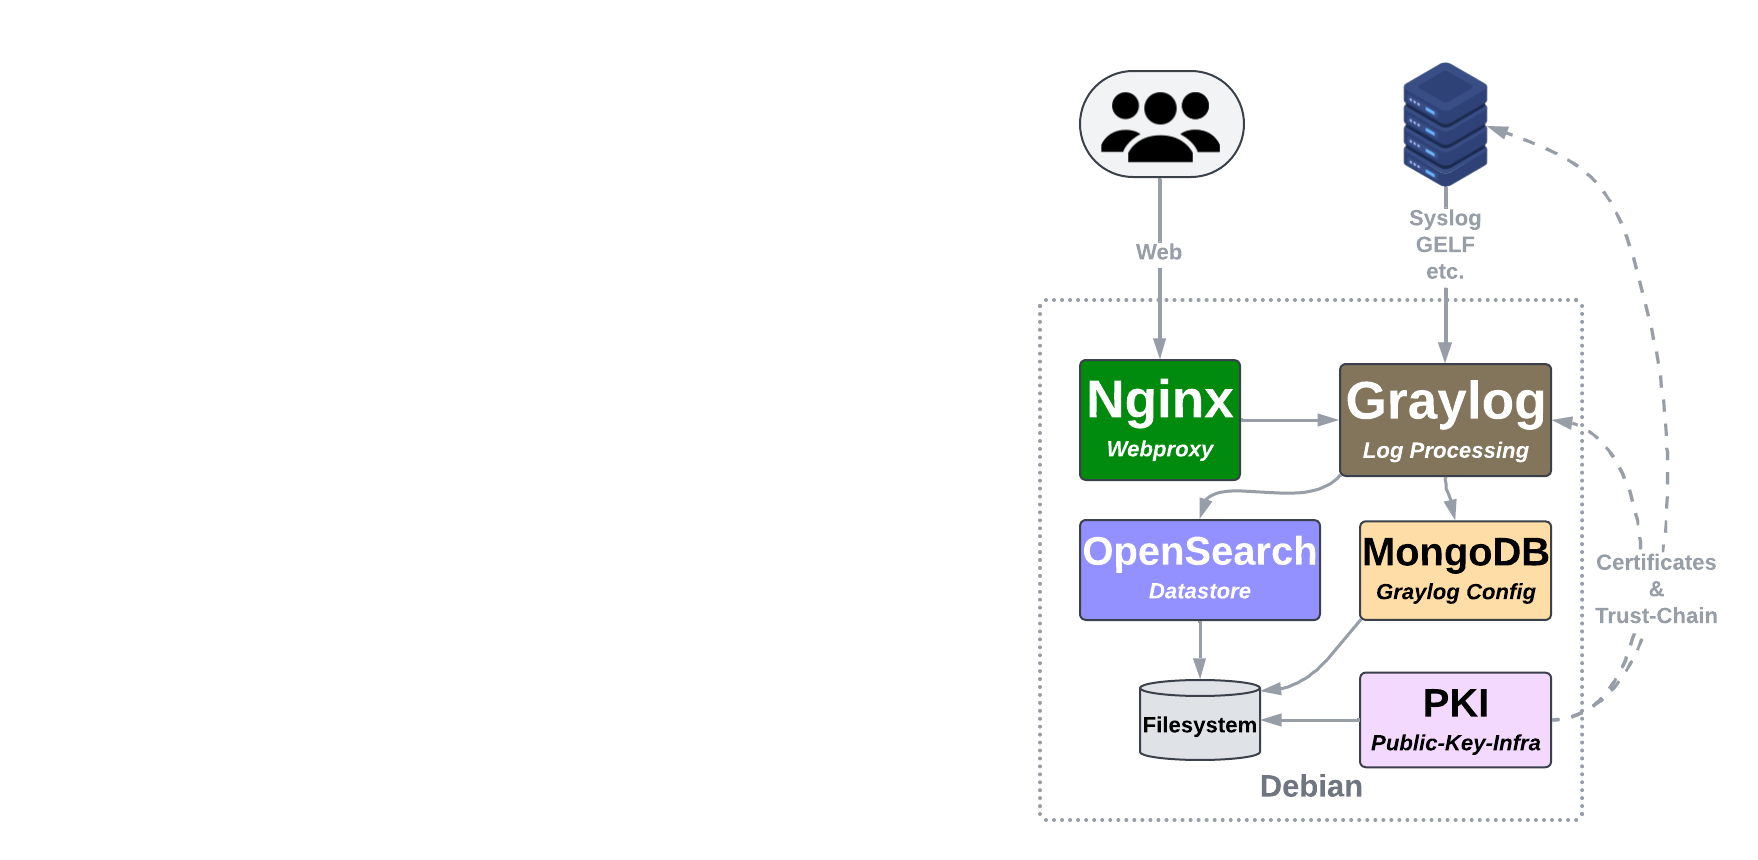 Web
Syslog
GELF
etc.
Nginx
Webproxy
Graylog
Log Processing
OpenSearch
Datastore
MongoDB
Graylog Config
Certificates
&
Trust-Chain
Filesystem
PKI
Public-Key-Infra
Debian